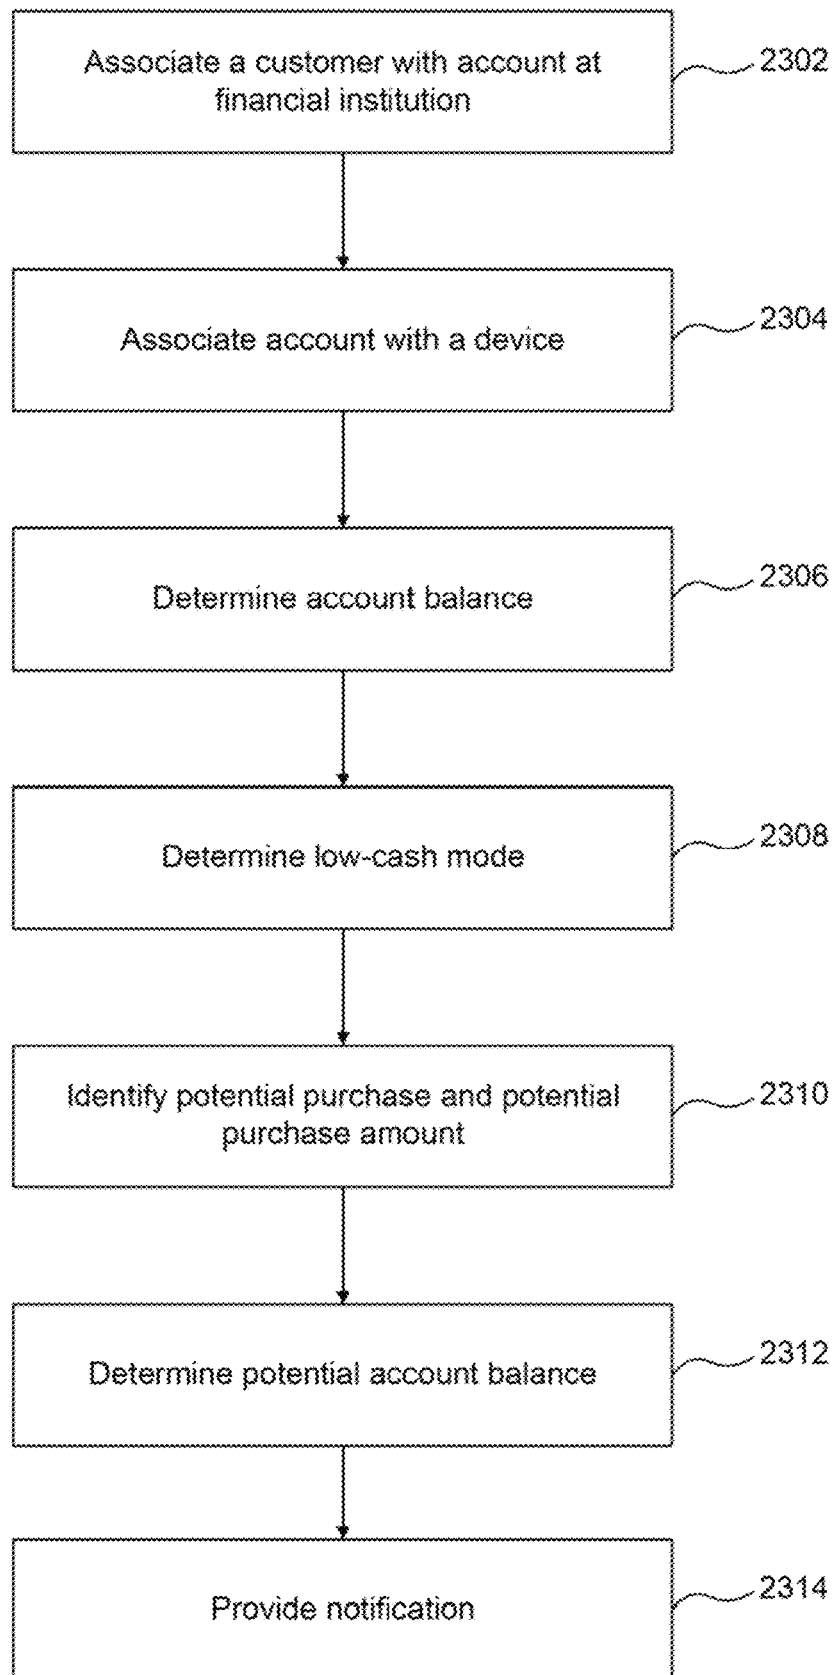 Associate a customer with account at
financial institution
2302
Associate account with a device
2304
Determine account balance
2306
Determine low-cash mode
2308
Identify potential purchase and potential
purchase amount
2310
Determine potential account balance
2312
Provide notification
2314